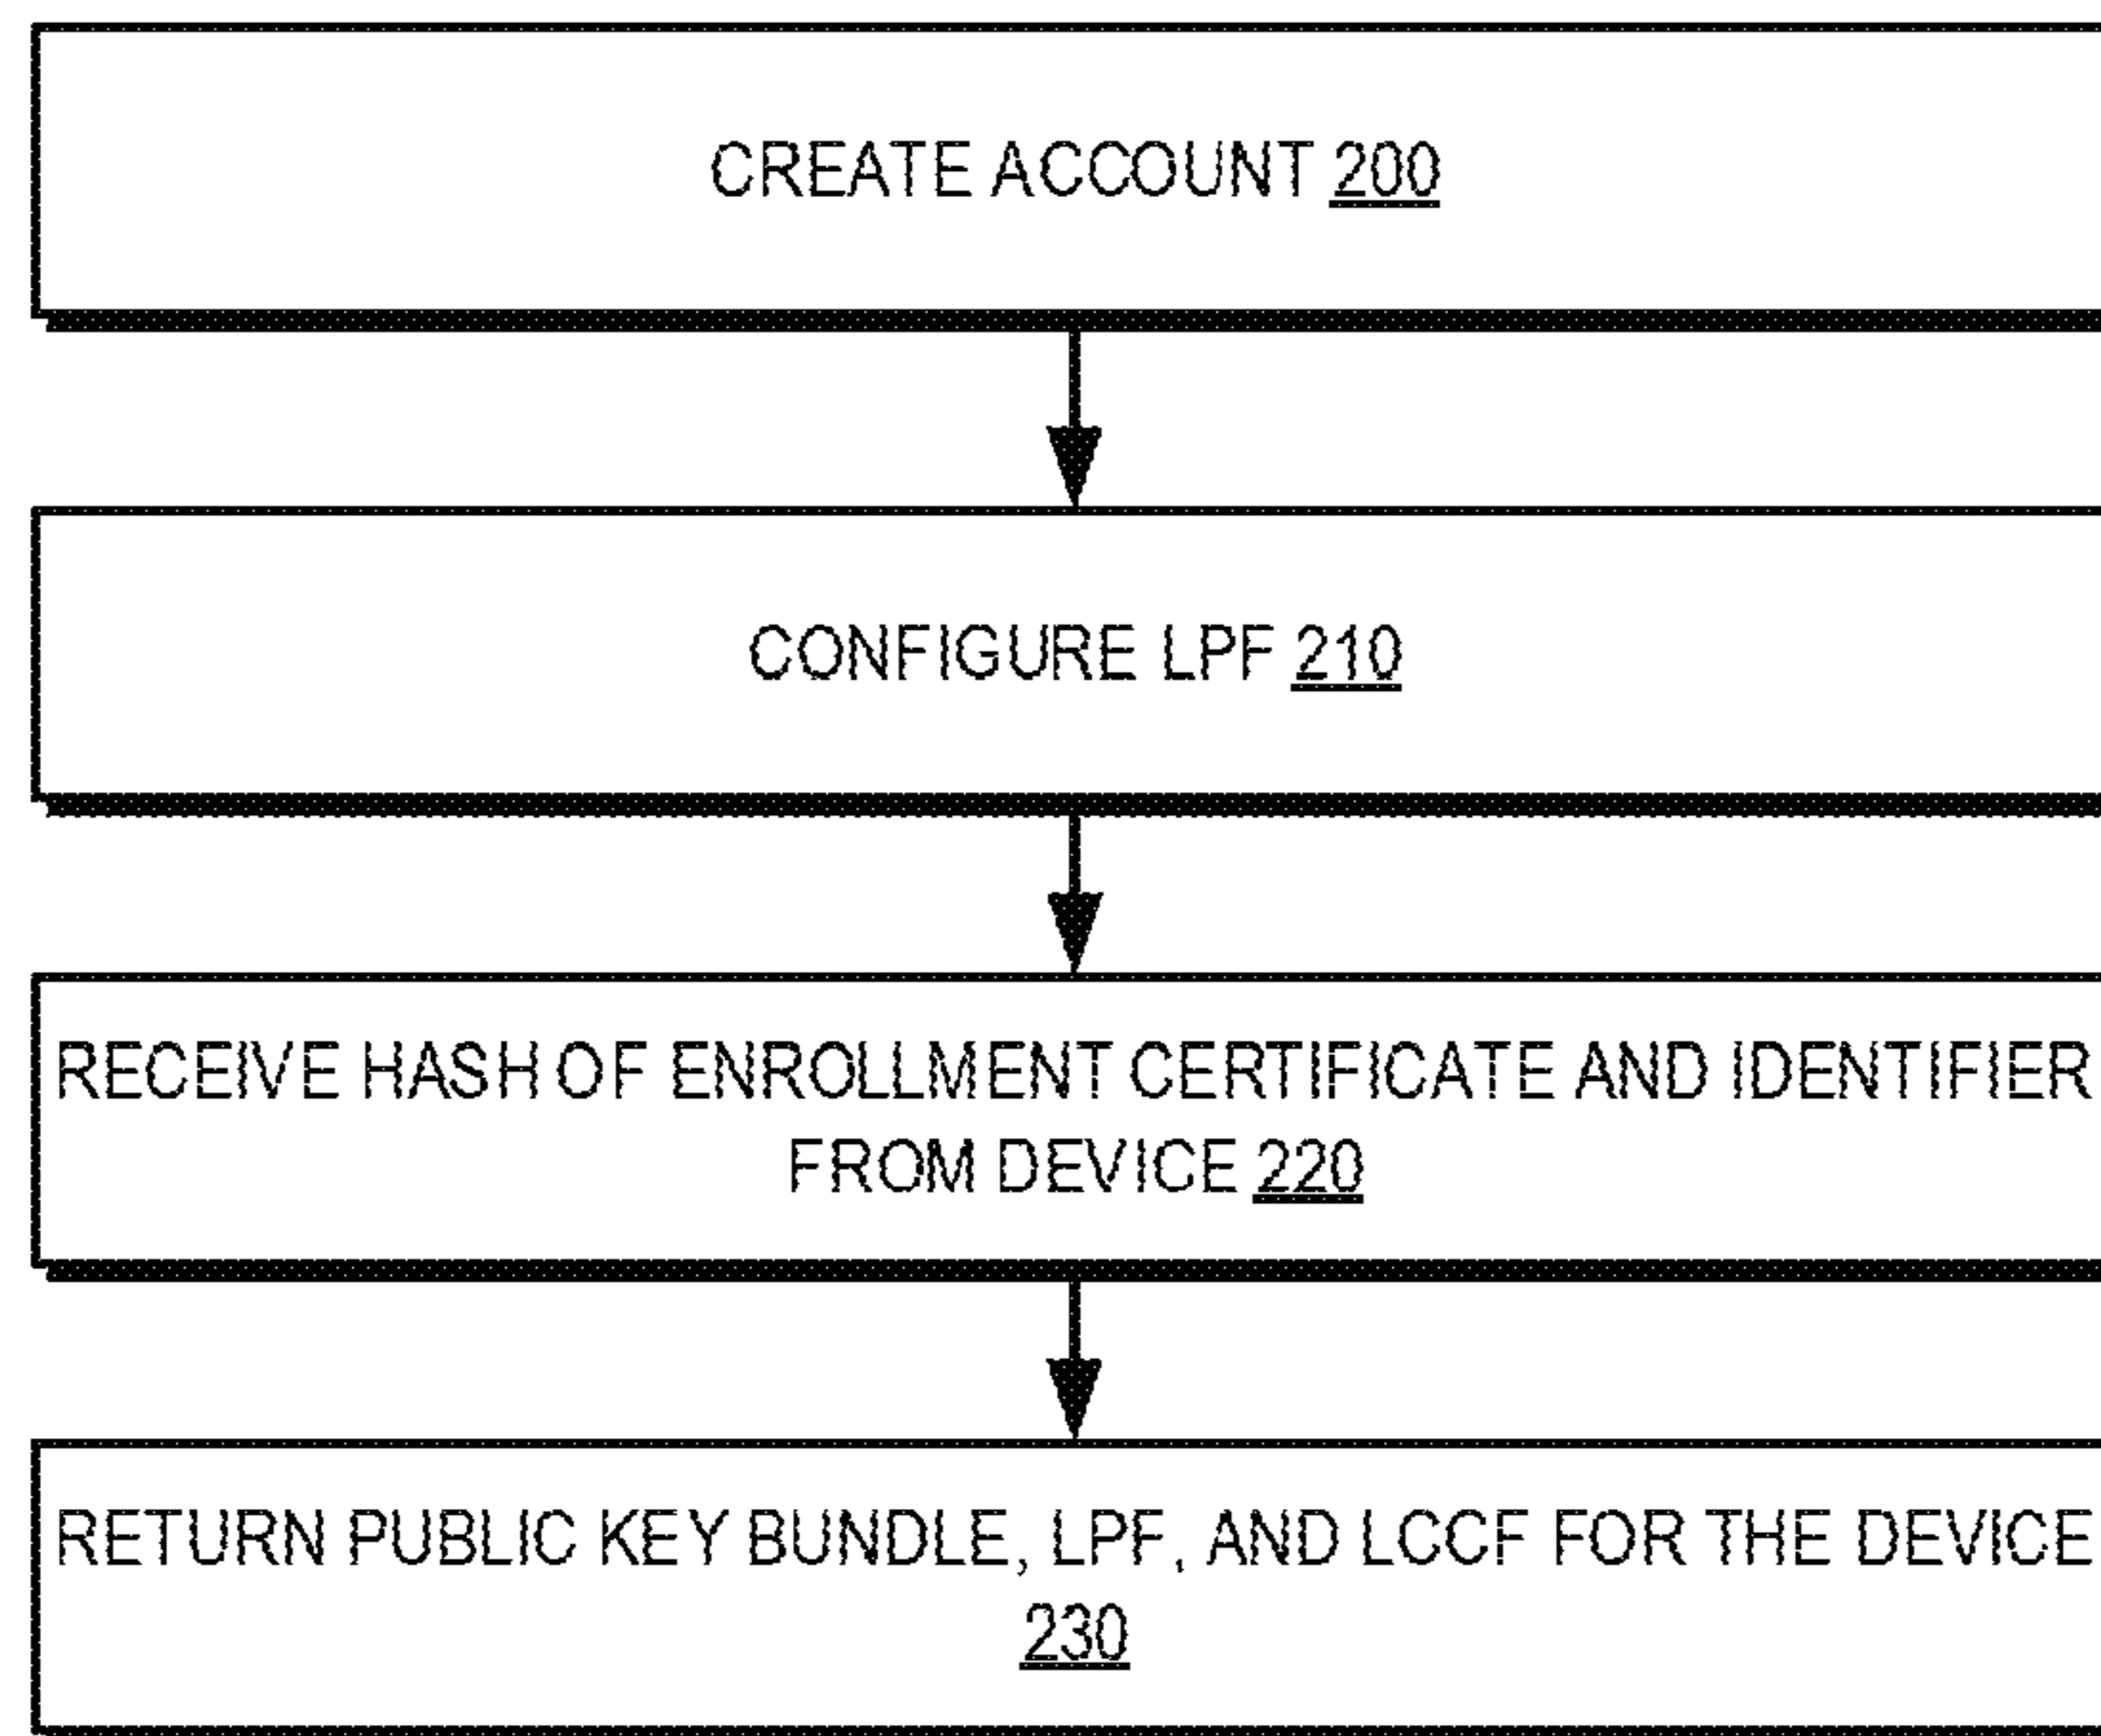 CREATE ACCOUNT 200
CONFIGURE LPF 210
RECEIVE HASH OF ENROLLMENT CERTIFICATE AND IDENTIFIER
FROM DEVICE 220
RETURN PUBLIC KEY BUNDLE, LPF, AND LCCF FOR THE DEVICE
230